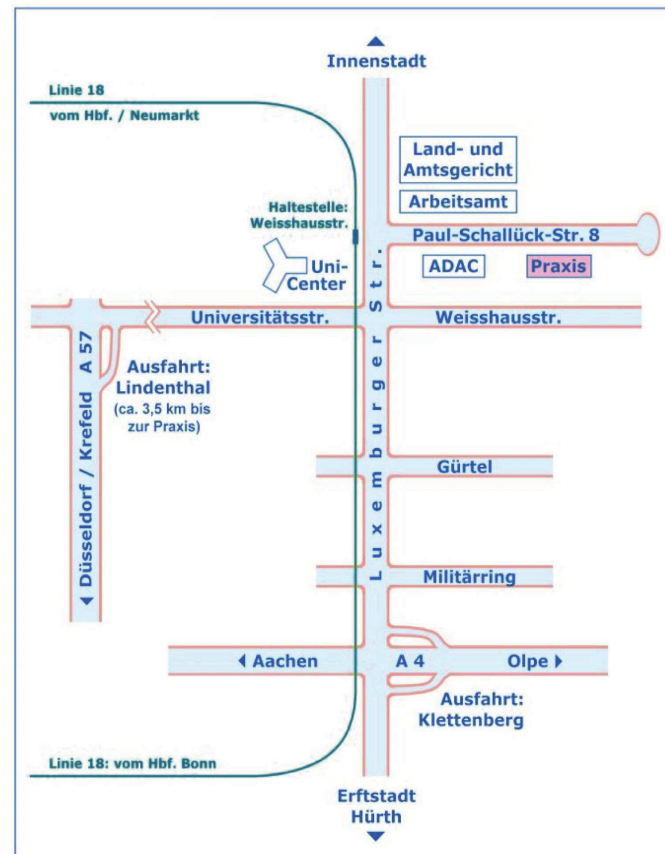 Innenstadt
Linie 18
vom Hbf. / Neumarkt
Land- und
Amtsgericht
Arbeitsamt
Haltestelle:
Weisshausstr.
Paul-Schallück-Str. 8
Uni-
Center
ADAC
Praxis
Universitätsstr.
Weisshausstr.
Luxemburger Str.
Düsseldorf / Krefeld A 57
Ausfahrt:
Lindenthal
(ca. 3,5 km bis
zur Praxis)
Gürtel
Militärring
Aachen
A 4
Olpe
Ausfahrt:
Klettenberg
Linie 18: vom Hbf. Bonn
Erftstadt
Hürth